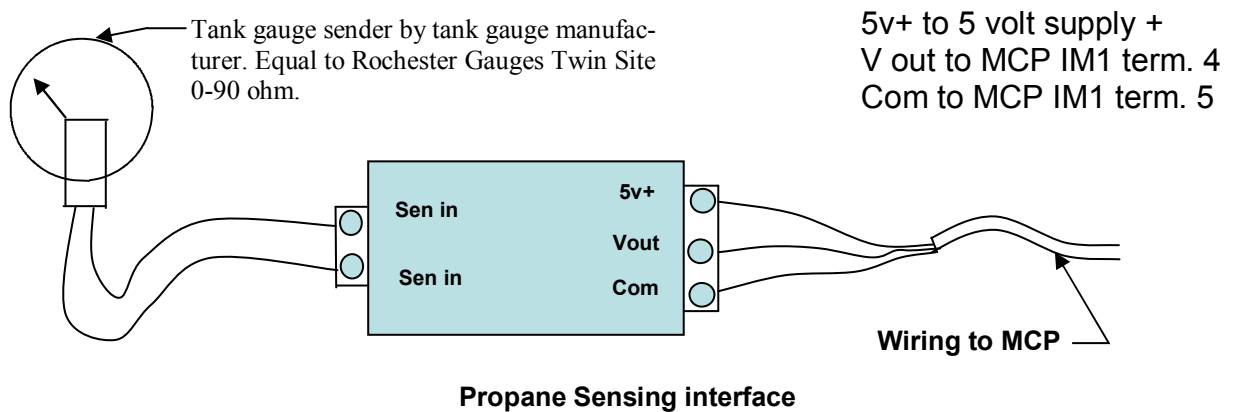 Tank gauge sender by tank gauge manufac-
turer. Equal to Rochester Gauges Twin Site
0-90 ohm.
5v+ to 5 volt supply +
V out to MCP IM1 term. 4
Com to MCP IM1 term. 5
Sen in
Sen in
5v+
Vout
Com
Wiring to MCP
Propane Sensing interface